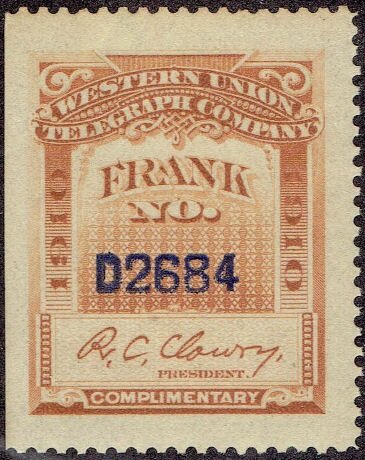 WESTERN UNION
TELEGRAPH COMPANY.
FRANK
NO.
1910
1910
D2684
R. C. Clowry.
PRESIDENT.
COMPLIMENTARY